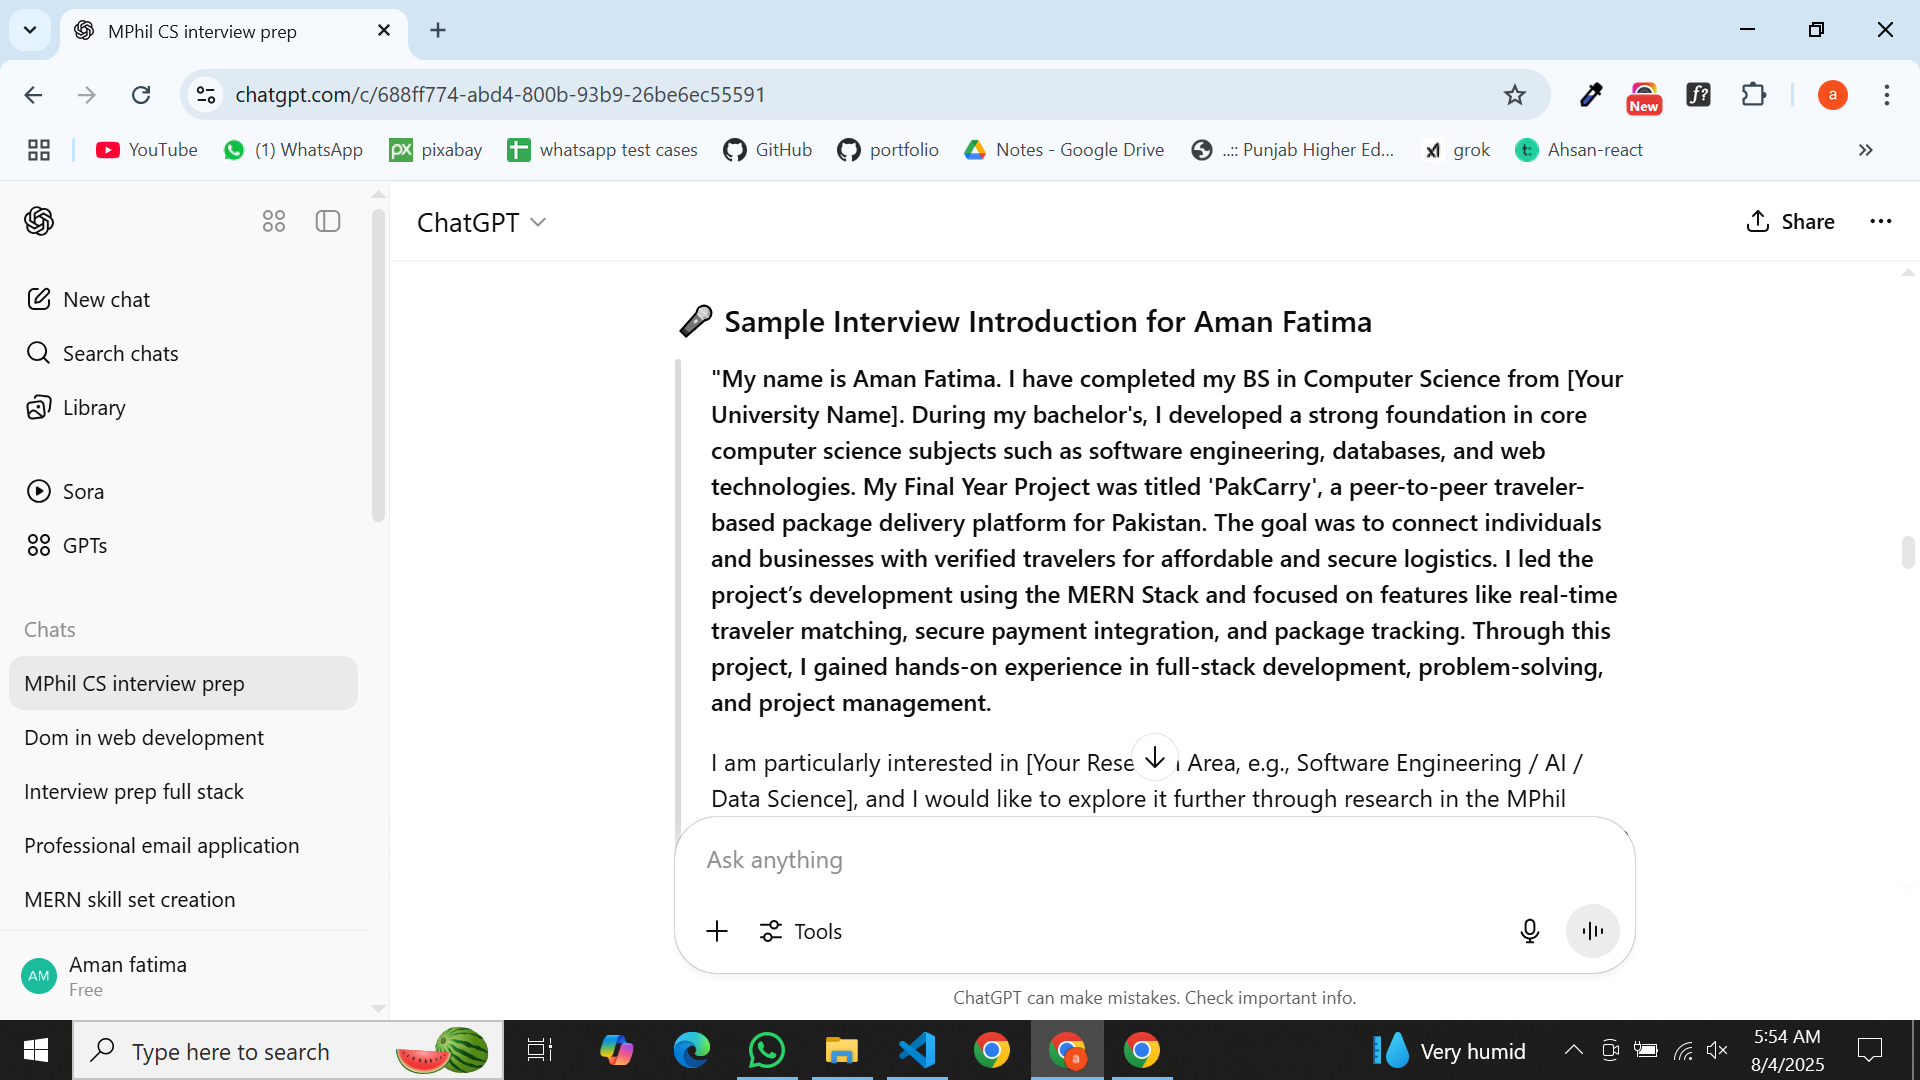 MPhil CS interview prep
chatgpt.com/c/688ff774-abd4-800b-93b9-26be6ec55591
New
f?
a
YouTube
(1) WhatsApp
px
pixabay
whatsapp test cases
GitHub
portfolio
Notes - Google Drive
..:: Punjab Higher Ed...
grok
Ahsan-react
ChatGPT
Share
New chat
Search chats
Library
Sora
GPTs
Chats
MPhil CS interview prep
Dom in web development
Interview prep full stack
Professional email application
MERN skill set creation
AM
Aman fatima
Free
Sample Interview Introduction for Aman Fatima
"My name is Aman Fatima. I have completed my BS in Computer Science from [Your
University Name]. During my bachelor's, I developed a strong foundation in core
computer science subjects such as software engineering, databases, and web
technologies. My Final Year Project was titled 'PakCarry', a peer-to-peer traveler-
based package delivery platform for Pakistan. The goal was to connect individuals
and businesses with verified travelers for affordable and secure logistics. I led the
project’s development using the MERN Stack and focused on features like real-time
traveler matching, secure payment integration, and package tracking. Through this
project, I gained hands-on experience in full-stack development, problem-solving,
and project management.
I am particularly interested in [Your Area, e.g., Software Engineering / AI /
Data Science], and I would like to explore it further through research in the MPhil
Ask anything
Tools
ChatGPT can make mistakes. Check important info.
Type here to search
a
Very humid
5:54 AM
8/4/2025